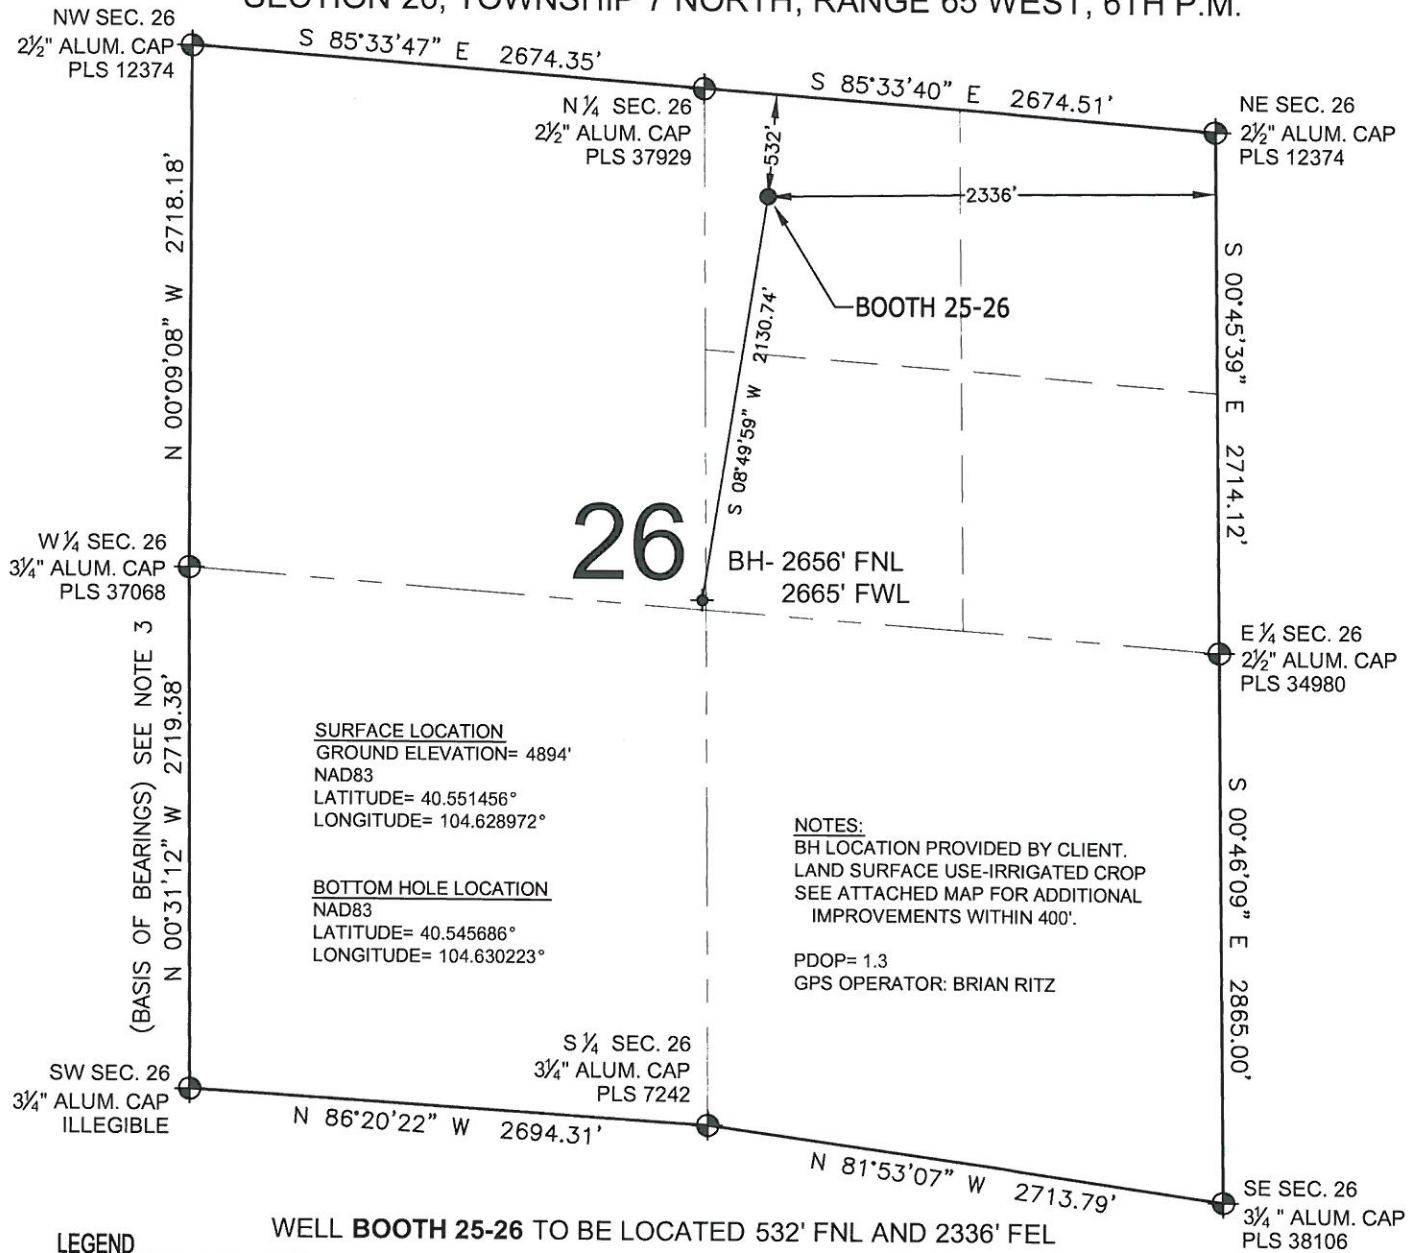 SECTION 26, TOWNSHIP 7 NORTH, RANGE 65 WEST, 6TH P.M.
NW SEC. 26
2½" ALUM. CAP
PLS 12374
S 85°33'47" E 2674.35'
N ¼ SEC. 26
2½" ALUM. CAP
PLS 37929
S 85°33'40" E 2674.51'
NE SEC. 26
2½" ALUM. CAP
PLS 12374
532'
2336'
BOOTH 25-26
N 00°09'08" W 2718.18'
S 08°49'59" W 2130.74'
S 00°45'39" E 2714.12'
26
BH- 2656' FNL
2665' FWL
W ¼ SEC. 26
3¼" ALUM. CAP
PLS 37068
E ¼ SEC. 26
2½" ALUM. CAP
PLS 34980
(BASIS OF BEARINGS) SEE NOTE 3
N 00°31'12" W 2719.38'
SURFACE LOCATION
GROUND ELEVATION= 4894'
NAD83
LATITUDE= 40.551456°
LONGITUDE= 104.628972°
BOTTOM HOLE LOCATION
NAD83
LATITUDE= 40.545686°
LONGITUDE= 104.630223°
NOTES:
BH LOCATION PROVIDED BY CLIENT.
LAND SURFACE USE-IRRIGATED CROP
SEE ATTACHED MAP FOR ADDITIONAL
IMPROVEMENTS WITHIN 400'.
PDOP= 1.3
GPS OPERATOR: BRIAN RITZ
S 00°46'09" E 2865.00'
SW SEC. 26
3¼" ALUM. CAP
ILLEGIBLE
S ¼ SEC. 26
3¼" ALUM. CAP
PLS 7242
N 86°20'22" W 2694.31'
N 81°53'07" W 2713.79'
SE SEC. 26
3¼" ALUM. CAP
PLS 38106
WELL BOOTH 25-26 TO BE LOCATED 532' FNL AND 2336' FEL
LEGEND